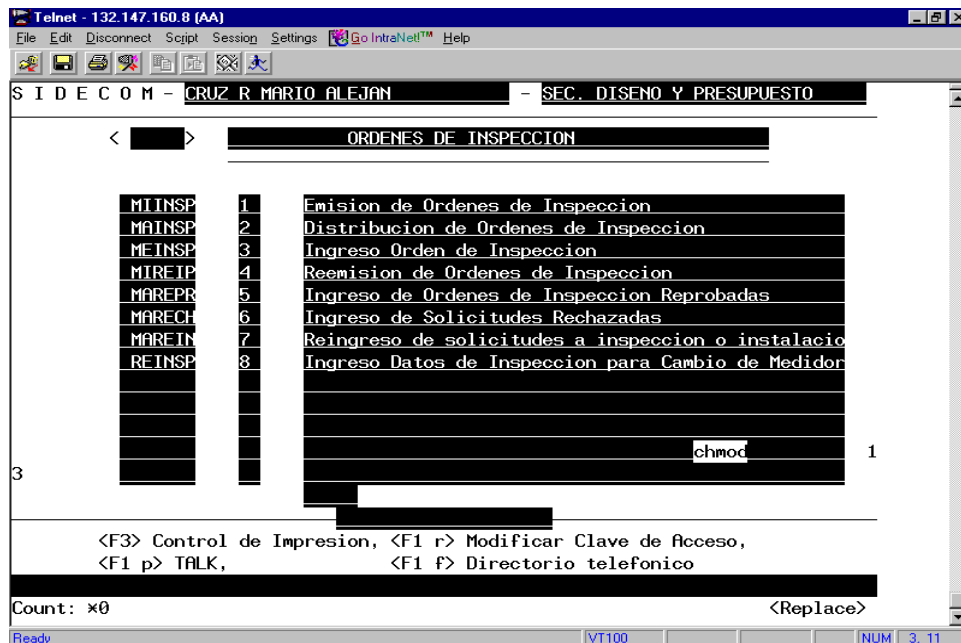 Telnet - 132.147.160.8 (AA)
File Edit Disconnect Script Session Settings Go IntraNet!™ Help
S I D E C O M - CRUZ R MARIO ALEJAN - SEC. DISENO Y PRESUPUESTO
< > ORDENES DE INSPECCION
MIINSP 1 Emision de Ordenes de Inspeccion
MAINSP 2 Distribucion de Ordenes de Inspeccion
MEINSP 3 Ingreso Orden de Inspeccion
MIREIP 4 Reemision de Ordenes de Inspeccion
MAREPR 5 Ingreso de Ordenes de Inspeccion Reprobadas
MARECH 6 Ingreso de Solicitudes Rechazadas
MAREIN 7 Reingreso de solicitudes a inspeccion o instalacio
REINSP 8 Ingreso Datos de Inspeccion para Cambio de Medidor
chmod 1
3
<F3> Control de Impresion, <F1 r> Modificar Clave de Acceso,
<F1 p> TALK, <F1 f> Directorio telefonico
Count: *0 <Replace>
Ready VT100 NUM 3, 11